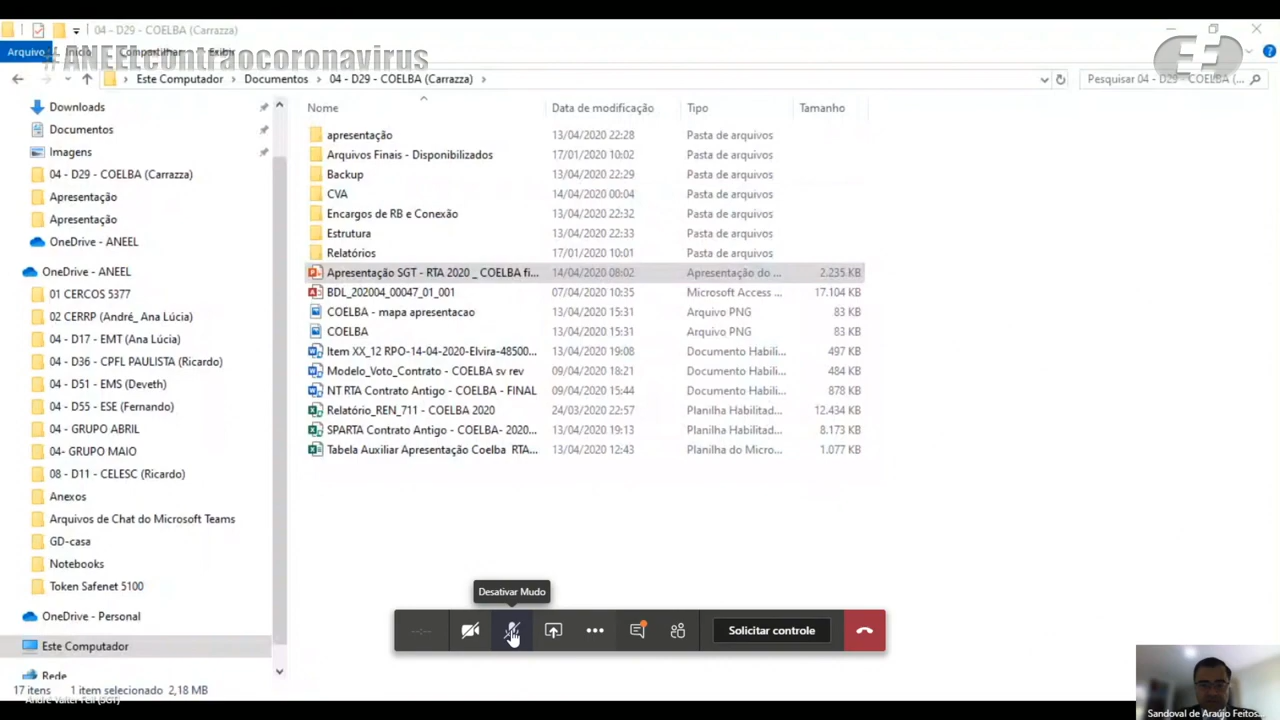 04 - D29 - COELBA (Carrazza)
Arquivo Início Compartilhar Exibir
#ANEELcontraocoronavirus
Este Computador > Documentos > 04 - D29 - COELBA (Carrazza) >
Pesquisar 04 - D29 - COELBA (...
Downloads
Documentos
Imagens
04 - D29 - COELBA (Carrazza)
Apresentação
Apresentação
OneDrive - ANEEL
OneDrive - ANEEL
01 CERCOS 5377
02 CERRP (André_ Ana Lúcia)
04 - D17 - EMT (Ana Lúcia)
04 - D36 - CPFL PAULISTA (Ricardo)
04 - D51 - EMS (Deveth)
04 - D55 - ESE (Fernando)
04 - GRUPO ABRIL
04- GRUPO MAIO
08 - D11 - CELESC (Ricardo)
Anexos
Arquivos de Chat do Microsoft Teams
GD-casa
Notebooks
Token Safenet 5100
OneDrive - Personal
Este Computador
Rede
Nome Data de modificação Tipo Tamanho
apresentação 13/04/2020 22:28 Pasta de arquivos
Arquivos Finais - Disponibilizados 17/01/2020 10:02 Pasta de arquivos
Backup 13/04/2020 22:29 Pasta de arquivos
CVA 14/04/2020 00:04 Pasta de arquivos
Encargos de RB e Conexão 13/04/2020 22:32 Pasta de arquivos
Estrutura 13/04/2020 22:33 Pasta de arquivos
Relatórios 17/01/2020 10:01 Pasta de arquivos
Apresentação SGT - RTA 2020 _ COELBA fi... 14/04/2020 08:02 Apresentação do ... 2.235 KB
BDL_202004_00047_01_001 07/04/2020 10:35 Microsoft Access ... 17.104 KB
COELBA - mapa apresentacao 13/04/2020 15:31 Arquivo PNG 83 KB
COELBA 13/04/2020 15:31 Arquivo PNG 83 KB
Item XX_12 RPO-14-04-2020-Elvira-48500... 13/04/2020 19:08 Documento Habili... 497 KB
Modelo_Voto_Contrato - COELBA sv rev 09/04/2020 18:21 Documento Habili... 484 KB
NT RTA Contrato Antigo - COELBA - FINAL 09/04/2020 15:44 Documento Habili... 878 KB
Relatório_REN_711 - COELBA 2020 24/03/2020 22:57 Planilha Habilitad... 12.434 KB
SPARTA Contrato Antigo - COELBA- 2020... 13/04/2020 19:13 Planilha Habilitad... 8.173 KB
Tabela Auxiliar Apresentação Coelba RTA... 13/04/2020 12:43 Planilha do Micro... 1.077 KB
Desativar Mudo
--:--
Solicitar controle
17 itens 1 item selecionado 2,18 MB
André Valter Feil (SGT)
Sandoval de Araújo Feitos...